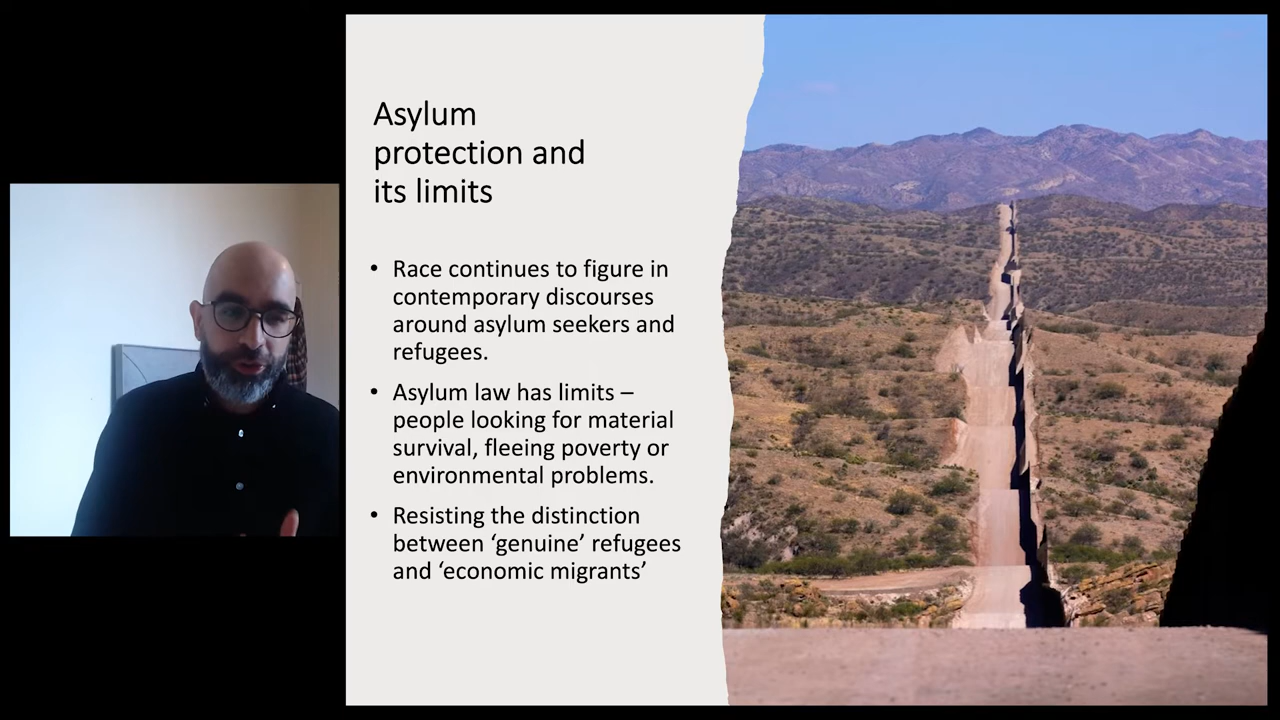 Asylum
protection and
its limits
• Race continues to figure in
contemporary discourses
around asylum seekers and
refugees.
• Asylum law has limits –
people looking for material
survival, fleeing poverty or
environmental problems.
• Resisting the distinction
between ‘genuine’ refugees
and ‘economic migrants’